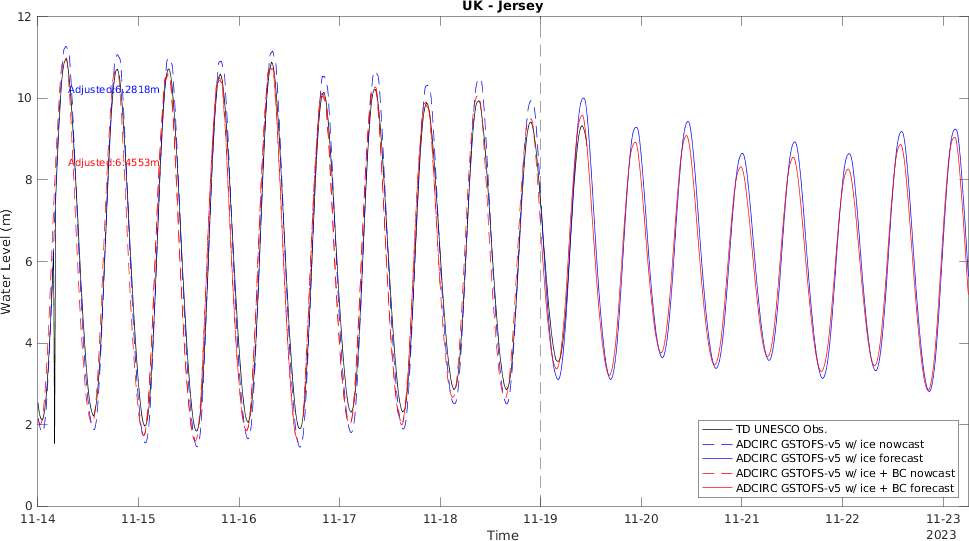 UK - Jersey
12
10
8
6
4
2
0
Water Level (m)
Adjusted:6.2818m
Adjusted:6.4553m
TD UNESCO Obs.
ADCIRC GSTOFS-v5 w/ ice nowcast
ADCIRC GSTOFS-v5 w/ ice forecast
ADCIRC GSTOFS-v5 w/ ice + BC nowcast
ADCIRC GSTOFS-v5 w/ ice + BC forecast
11-14 11-15 11-16 11-17 11-18 11-19 11-20 11-21 11-22 11-23
Time 2023